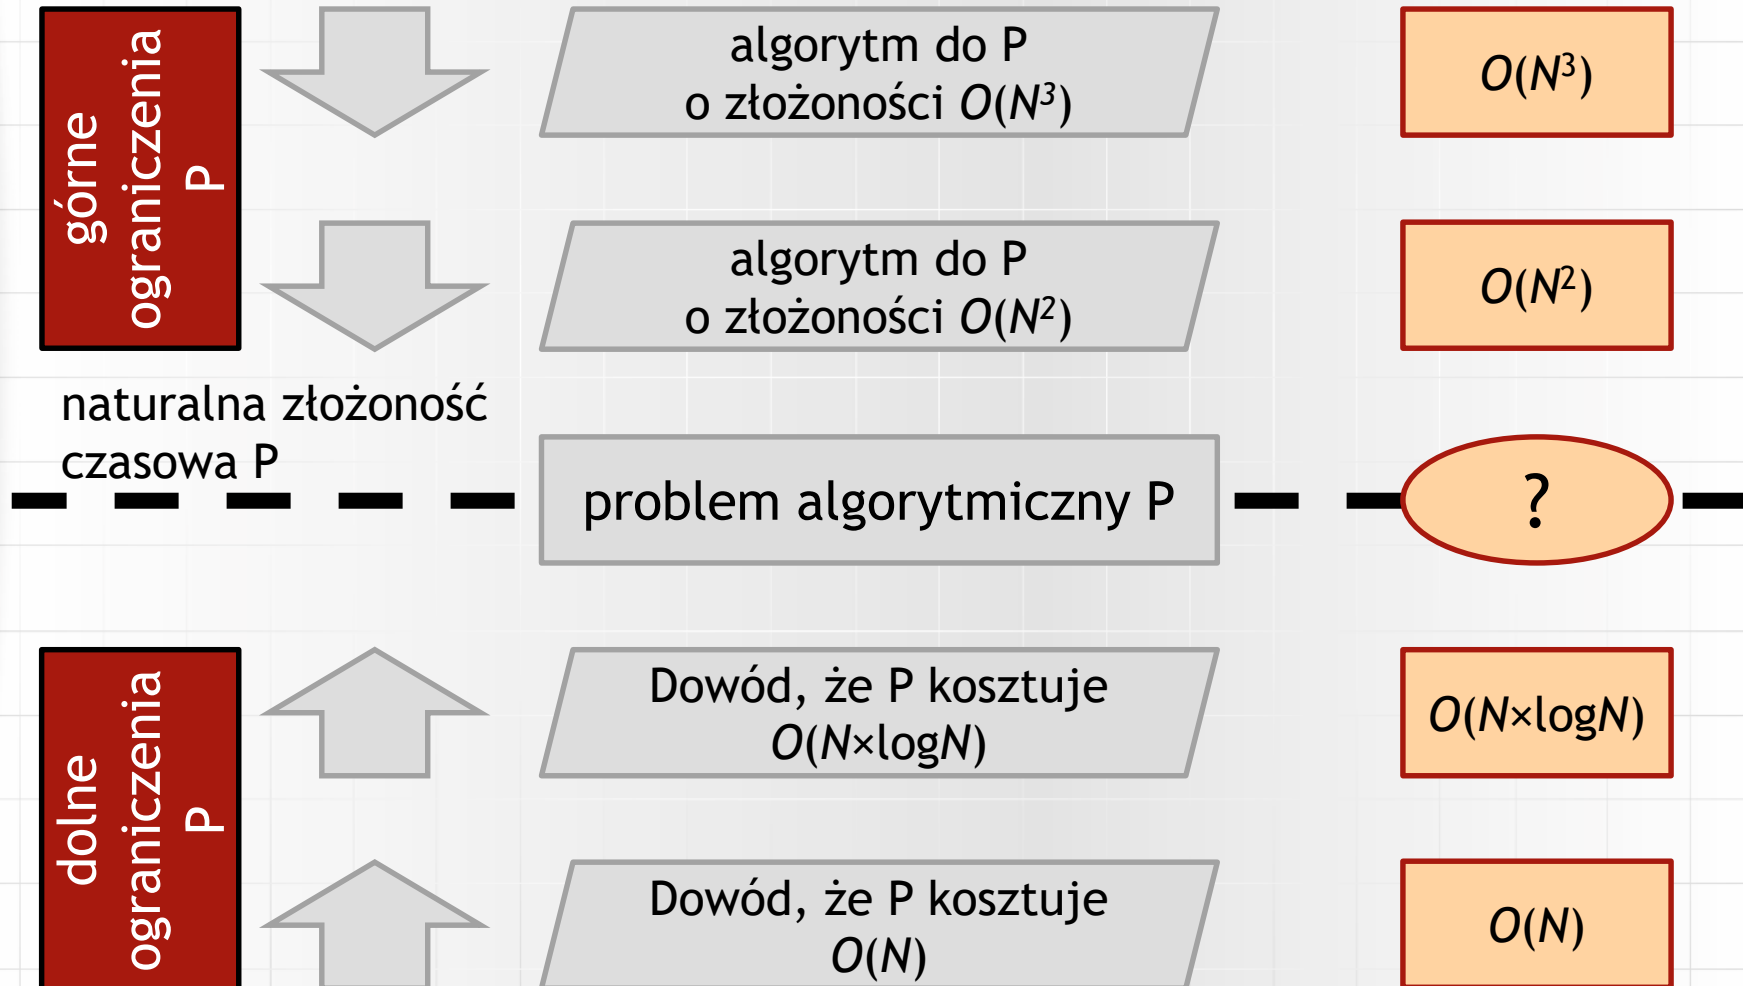 górne
ograniczenia
P
algorytm do P
o złożoności O(N³)
O(N³)
algorytm do P
o złożoności O(N²)
O(N²)
naturalna złożoność
czasowa P
problem algorytmiczny P
?
dolne
ograniczenia
P
Dowód, że P kosztuje
O(N×logN)
O(N×logN)
Dowód, że P kosztuje
O(N)
O(N)